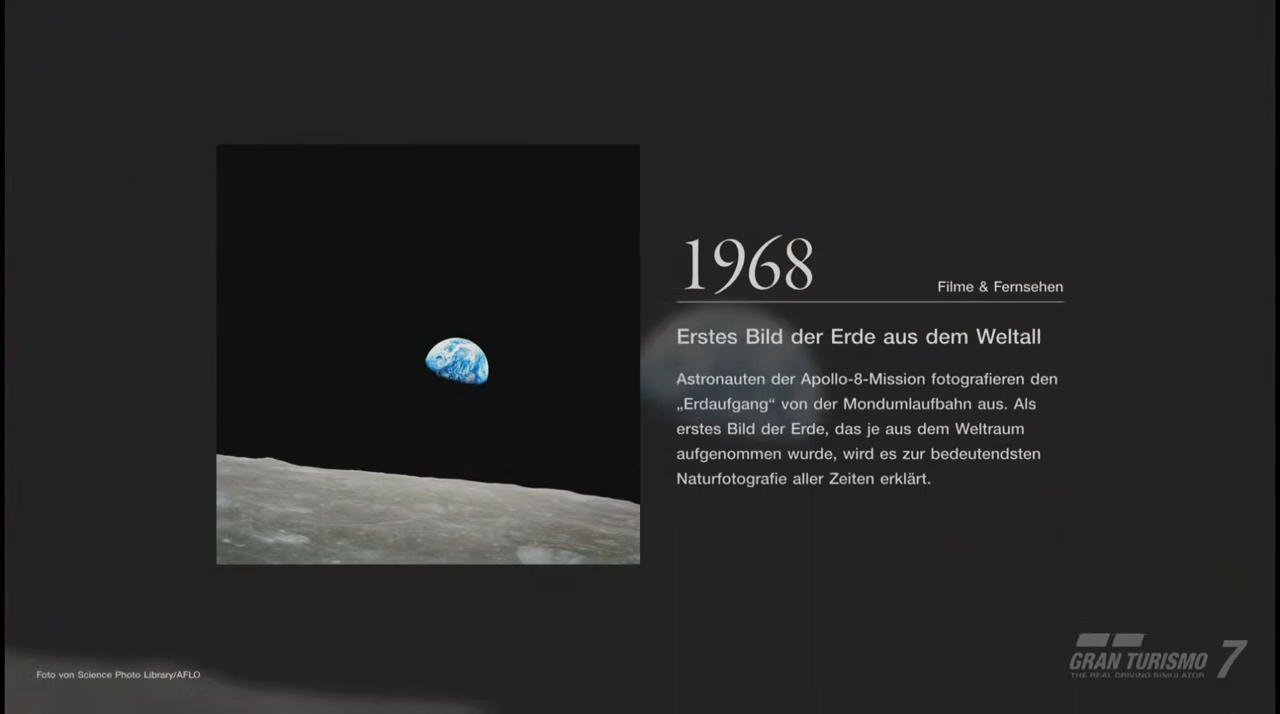 1968
Filme & Fernsehen
Erstes Bild der Erde aus dem Weltall
Astronauten der Apollo-8-Mission fotografieren den
„Erdaufgang“ von der Mondumlaufbahn aus. Als
erstes Bild der Erde, das je aus dem Weltraum
aufgenommen wurde, wird es zur bedeutendsten
Naturfotografie aller Zeiten erklärt.
Foto von Science Photo Library/AFLO
GRAN TURISMO 7
THE REAL DRIVING SIMULATOR